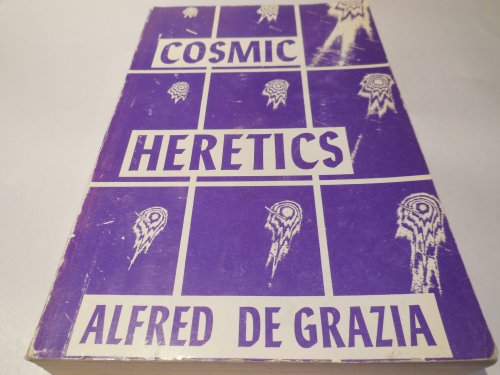 COSMIC
HERETICS
ALFRED DE GRAZIA